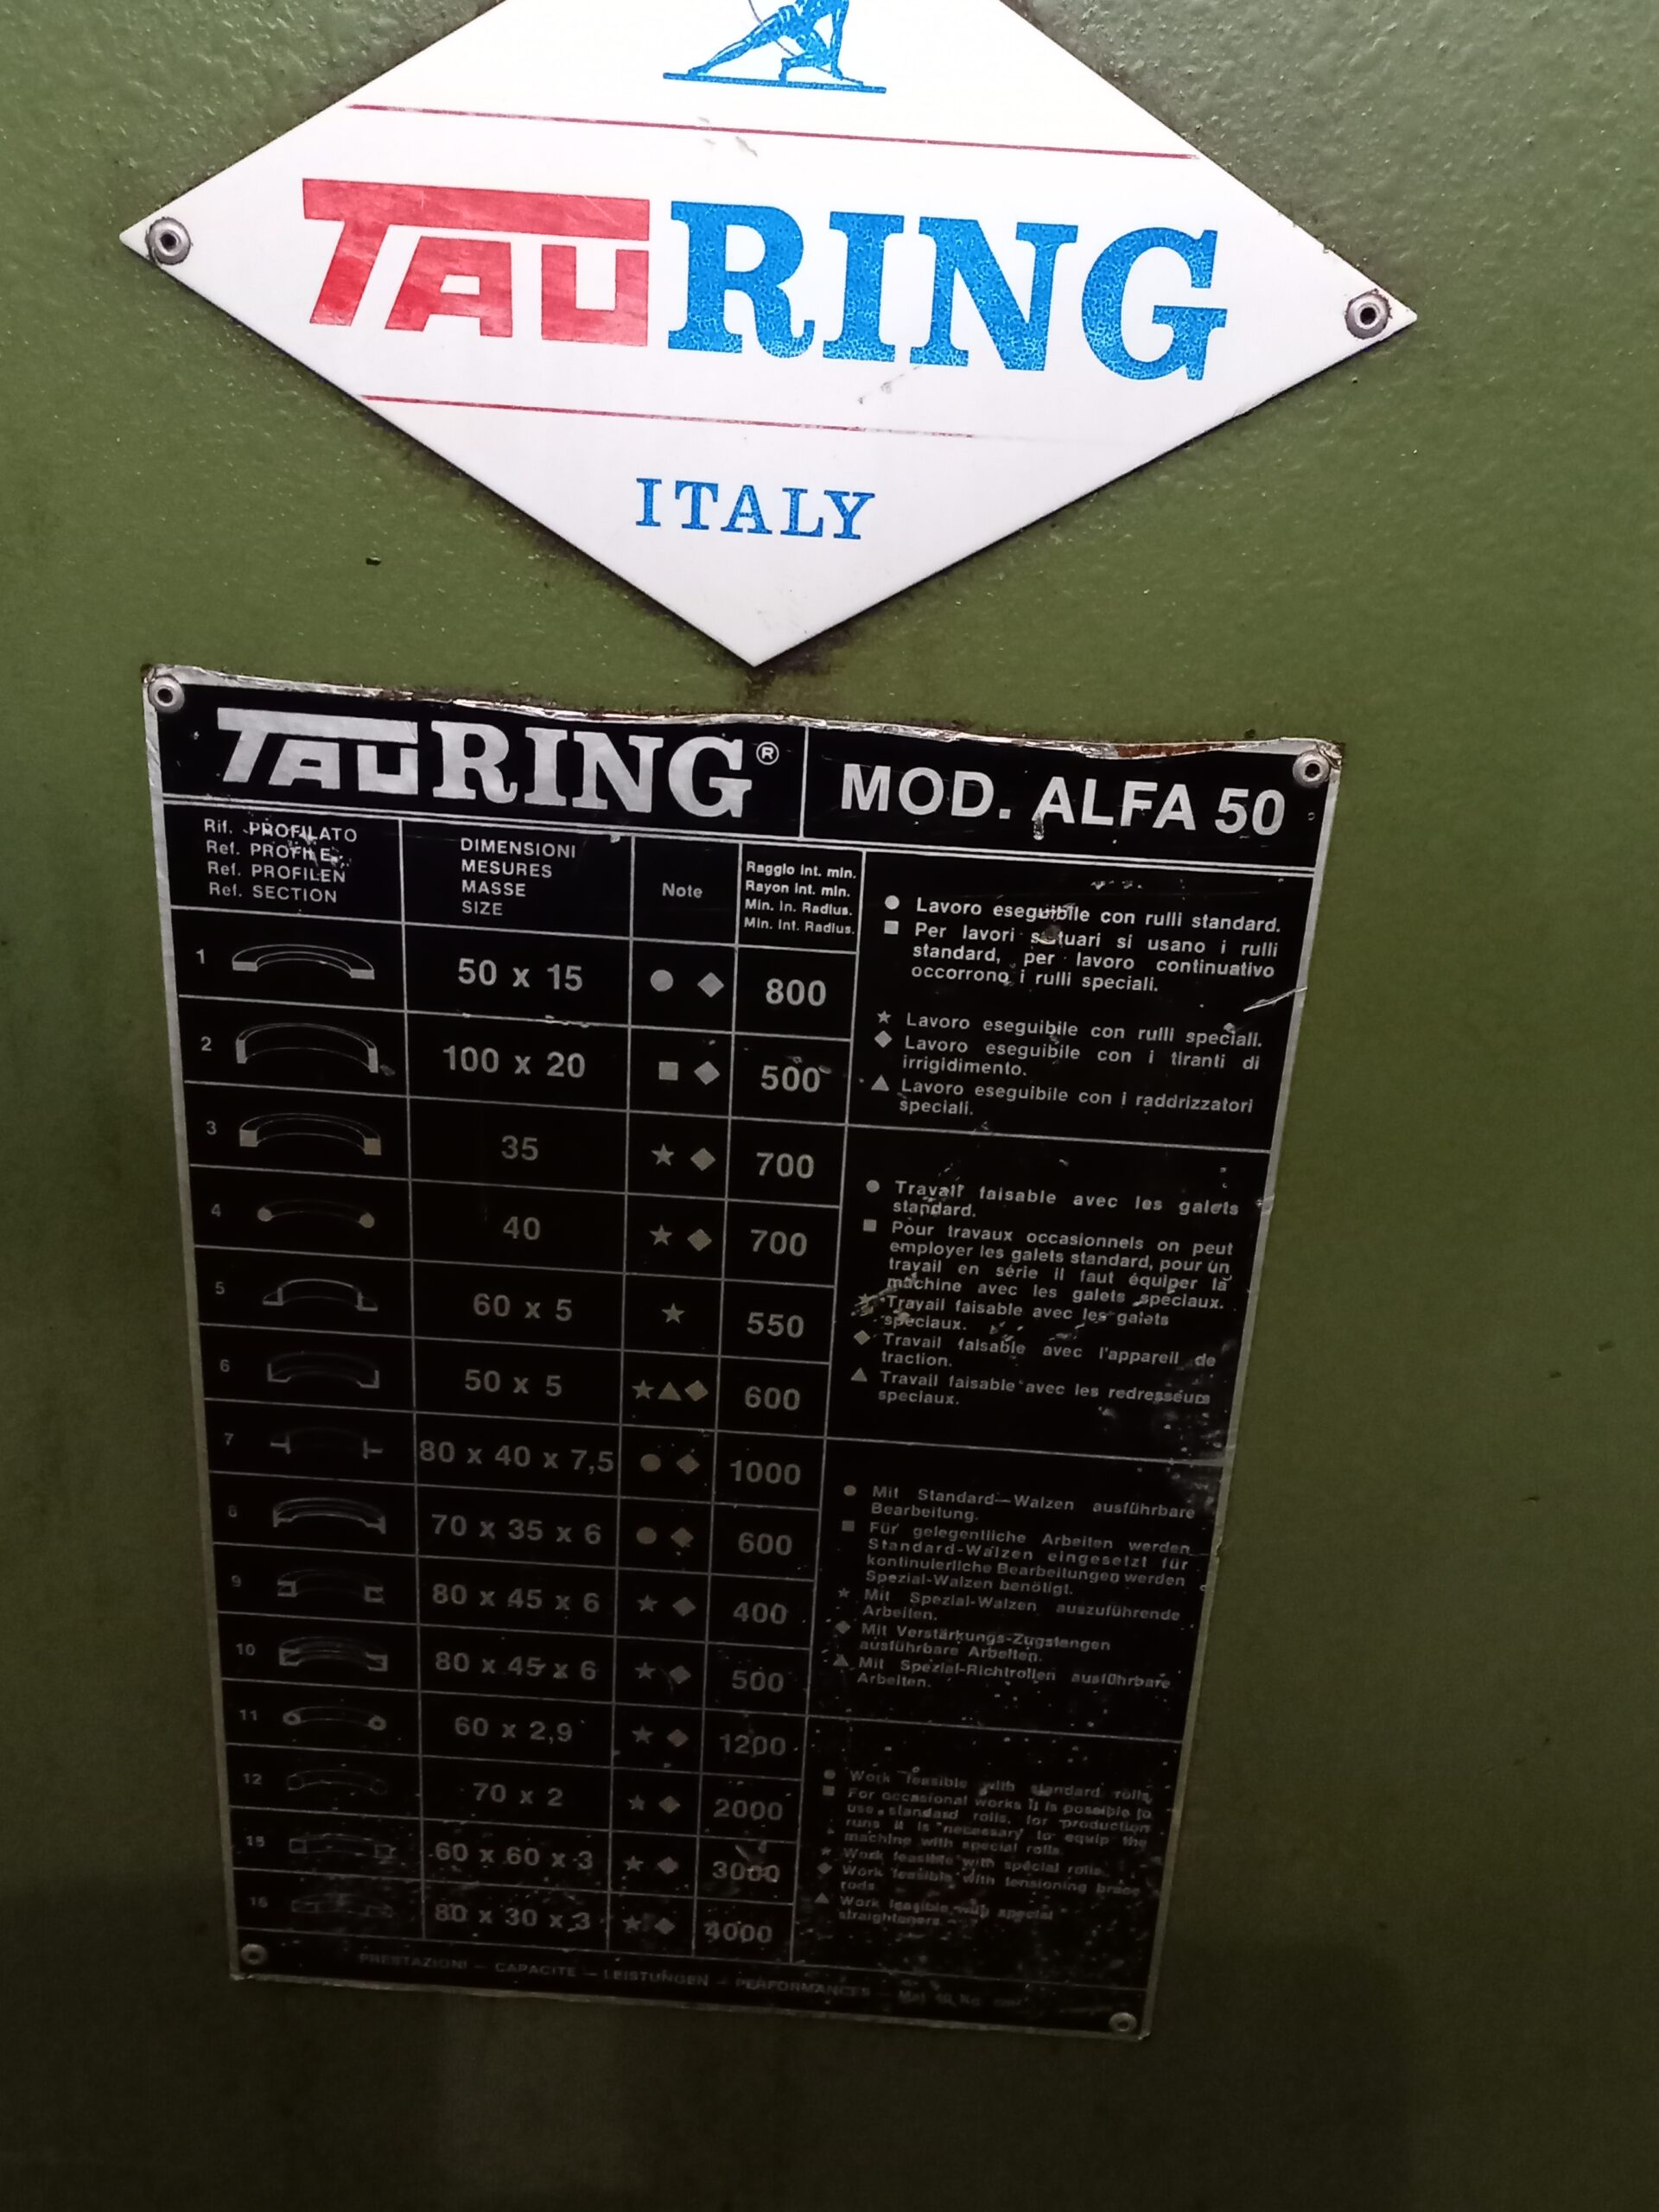 TAURING
ITALY
TAURING® MOD. ALFA 50
Rif. PROFILATO
Ref. PROFILE
Ref. PROFILEN
Ref. SECTION
DIMENSIONI
MESURES
MASSE
SIZE
Note
Raggio int. min.
Rayon int. min.
Min. In. Radius.
Min. Int. Radius.
1 50 x 15 ● ◆ 800
2 100 x 20 ■ ◆ 500
3 35 ★ ◆ 700
4 40 ★ ◆ 700
5 60 x 5 ★ 550
6 50 x 5 ★ ▲ ◆ 600
7 80 x 40 x 7,5 ● ◆ 1000
8 70 x 35 x 6 ● ◆ 600
9 80 x 45 x 6 ★ ◆ 400
10 80 x 45 x 6 ★ ◆ 500
11 60 x 2,9 ★ ◆ 1200
12 70 x 2 ★ ◆ 2000
60 x 60 x 3 ★ ◆ 3000
80 x 30 x 3 ★ ◆ 4000
● Lavoro eseguibile con rulli standard.
■ Per lavori si usano i rulli
standard, per lavoro continuativo
occorrono i rulli speciali.
★ Lavoro eseguibile con rulli speciali.
◆ Lavoro eseguibile con i tiranti di
irrigidimento.
▲ Lavoro eseguibile con i raddrizzatori
speciali.
● Travail faisable avec les galets
standard.
■ Pour travaux occasionnels on peut
employer les galets standard, pour un
travail en série il faut équiper la
machine avec les galets speciaux.
★ Travail faisable avec les galets
speciaux.
◆ Travail faisable avec l'appareil de
traction.
▲ Travail faisable avec les redresseurs
speciaux.
● Mit Standard-Walzen ausführbare
Bearbeitung.
■ Für gelegentliche Arbeiten werden
Standard-Walzen eingesetzt für
kontinuierliche Bearbeitungen werden
Spezial-Walzen benötigt.
★ Mit Spezial-Walzen auszuführende
Arbeiten.
◆ Mit Verstärkungs-Zugstangen
ausführbare Arbeiten.
▲ Mit Spezial-Richtrollen ausführbare
Arbeiten.
● Work feasible with standard rolls
■ For occasional works it is possible to
use standard rolls, for production
runs it is necessary to equip the
machine with special rolls
★ Work feasible with special rolls
◆ Work feasible with tensioning brace
rods
▲ Work feasible with special
straighteners
PRESTAZIONI - CAPACITE - LEISTUNGEN - PERFORMANCES